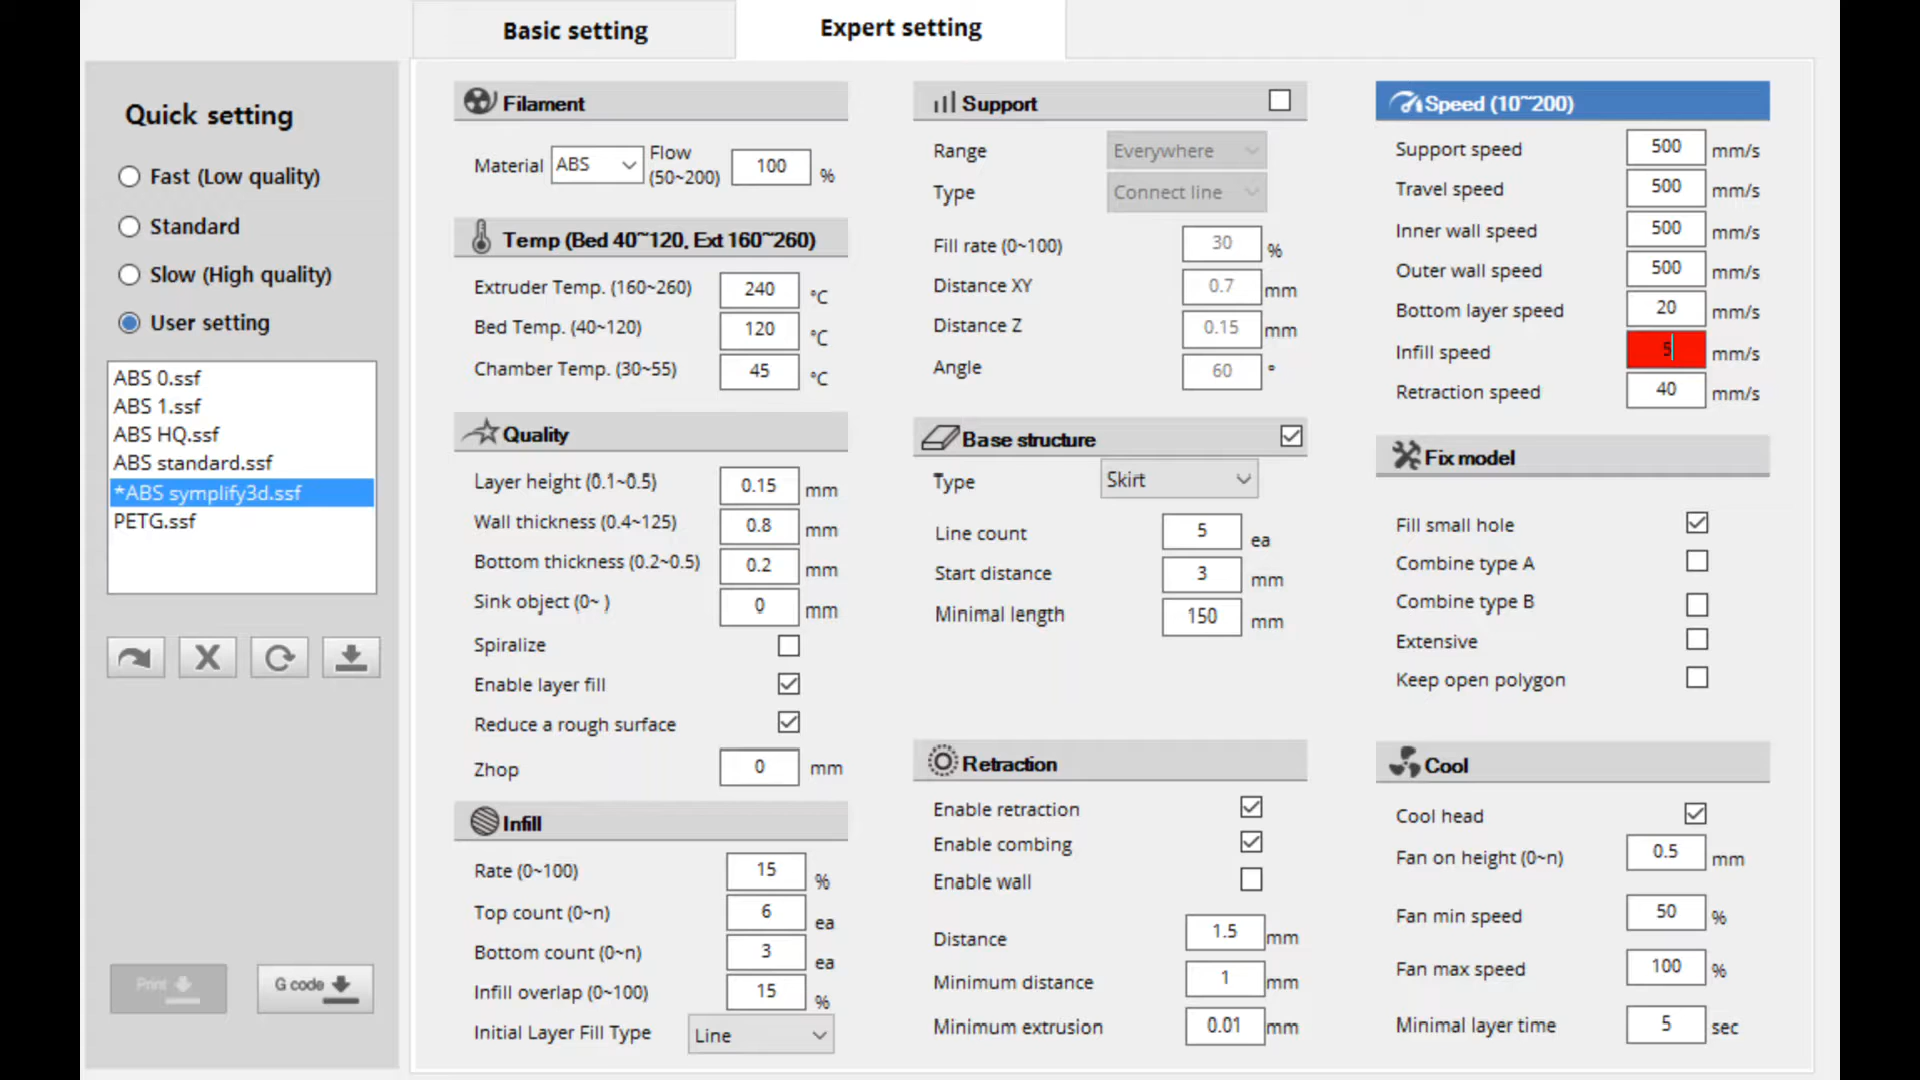 Basic setting
Expert setting
Quick setting
Fast (Low quality)
Standard
Slow (High quality)
User setting
ABS 0.ssf
ABS 1.ssf
ABS HQ.ssf
ABS standard.ssf
*ABS symplify3d.ssf
PETG.ssf
X
Print
G code
Filament
Material ABS Flow (50~200) 100 %
Temp (Bed 40~120, Ext 160~260)
Extruder Temp. (160~260) 240 °C
Bed Temp. (40~120) 120 °C
Chamber Temp. (30~55) 45 °C
Quality
Layer height (0.1~0.5) 0.15 mm
Wall thickness (0.4~125) 0.8 mm
Bottom thickness (0.2~0.5) 0.2 mm
Sink object (0~ ) 0 mm
Spiralize
Enable layer fill
Reduce a rough surface
Zhop 0 mm
Infill
Rate (0~100) 15 %
Top count (0~n) 6 ea
Bottom count (0~n) 3 ea
Infill overlap (0~100) 15 %
Initial Layer Fill Type Line
Support
Range Everywhere
Type Connect line
Fill rate (0~100) 30 %
Distance XY 0.7 mm
Distance Z 0.15 mm
Angle 60 °
Base structure
Type Skirt
Line count 5 ea
Start distance 3 mm
Minimal length 150 mm
Retraction
Enable retraction
Enable combing
Enable wall
Distance 1.5 mm
Minimum distance 1 mm
Minimum extrusion 0.01 mm
Speed (10~200)
Support speed 500 mm/s
Travel speed 500 mm/s
Inner wall speed 500 mm/s
Outer wall speed 500 mm/s
Bottom layer speed 20 mm/s
Infill speed 5 mm/s
Retraction speed 40 mm/s
Fix model
Fill small hole
Combine type A
Combine type B
Extensive
Keep open polygon
Cool
Cool head
Fan on height (0~n) 0.5 mm
Fan min speed 50 %
Fan max speed 100 %
Minimal layer time 5 sec